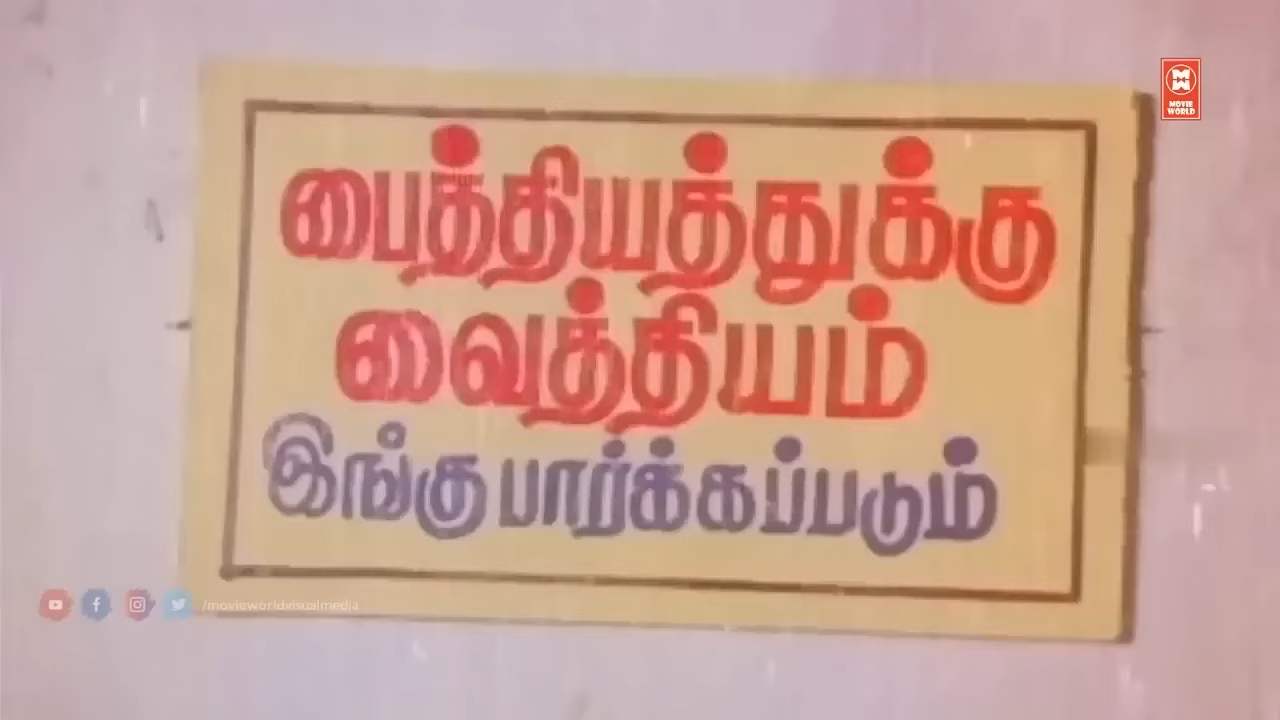 MOVIE
WORLD
பைத்தியத்துக்கு
வைத்தியம்
இங்கு பார்க்கப்படும்
/movieworldvisualmedia